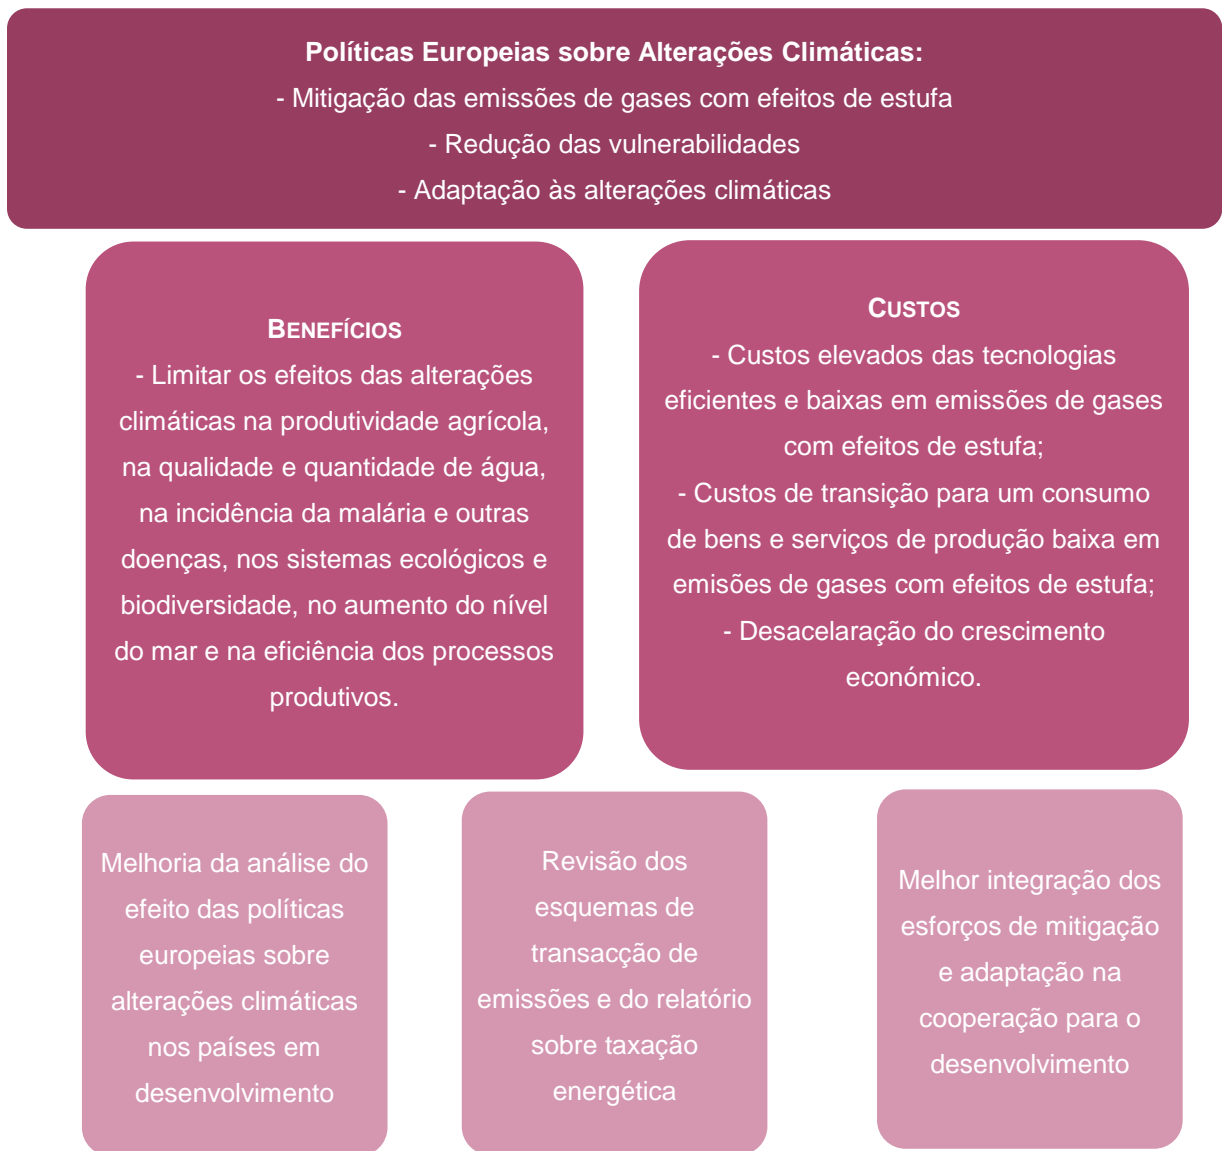 Políticas Europeias sobre Alterações Climáticas:
- Mitigação das emissões de gases com efeitos de estufa
- Redução das vulnerabilidades
- Adaptação às alterações climáticas
BENEFÍCIOS
- Limitar os efeitos das alterações
climáticas na produtividade agrícola,
na qualidade e quantidade de água,
na incidência da malária e outras
doenças, nos sistemas ecológicos e
biodiversidade, no aumento do nível
do mar e na eficiência dos processos
produtivos.
CUSTOS
- Custos elevados das tecnologias
eficientes e baixas em emissões de gases
com efeitos de estufa;
- Custos de transição para um consumo
de bens e serviços de produção baixa em
emisões de gases com efeitos de estufa;
- Desacelaração do crescimento
económico.
Melhoria da análise do
efeito das políticas
europeias sobre
alterações climáticas
nos países em
desenvolvimento
Revisão dos
esquemas de
transacção de
emissões e do relatório
sobre taxação
energética
Melhor integração dos
esforços de mitigação
e adaptação na
cooperação para o
desenvolvimento